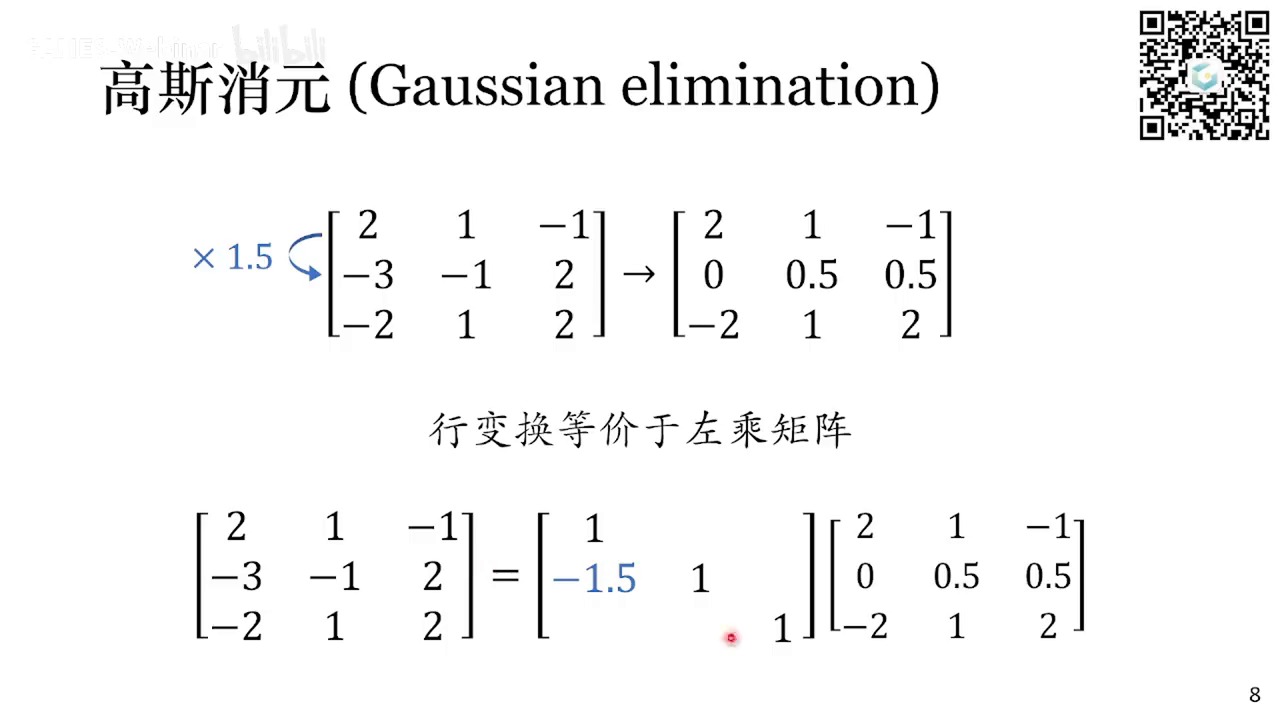 bilibili
高斯消元 (Gaussian elimination)
× 1.5 [2 1 −1; −3 −1 2; −2 1 2] → [2 1 −1; 0 0.5 0.5; −2 1 2]
行变换等价于左乘矩阵
[2 1 −1; −3 −1 2; −2 1 2] = [1; −1.5 1; 1] [2 1 −1; 0 0.5 0.5; −2 1 2]
8